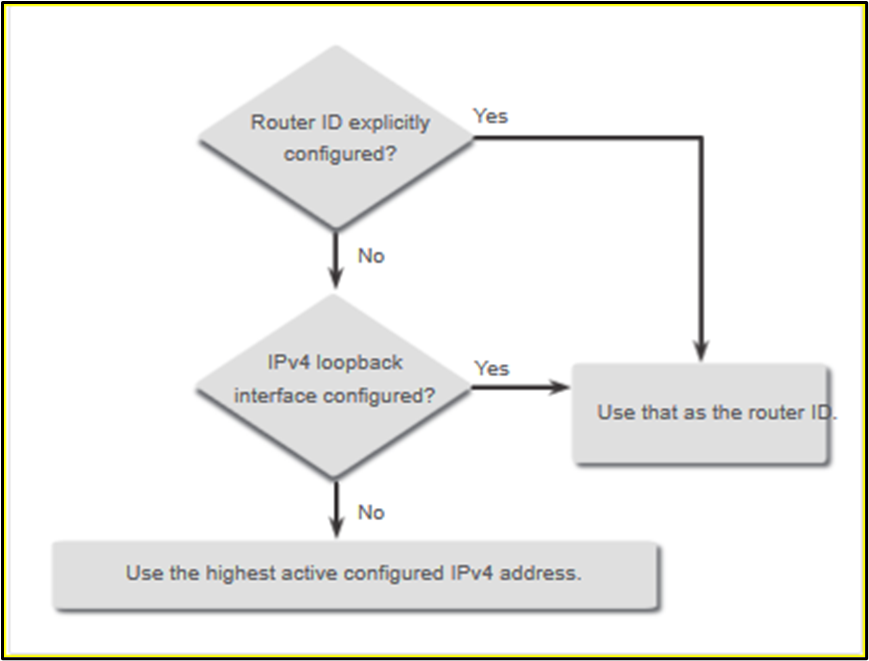 Router ID explicitly
configured?
Yes
No
IPv4 loopback
interface configured?
Yes
Use that as the router ID.
No
Use the highest active configured IPv4 address.